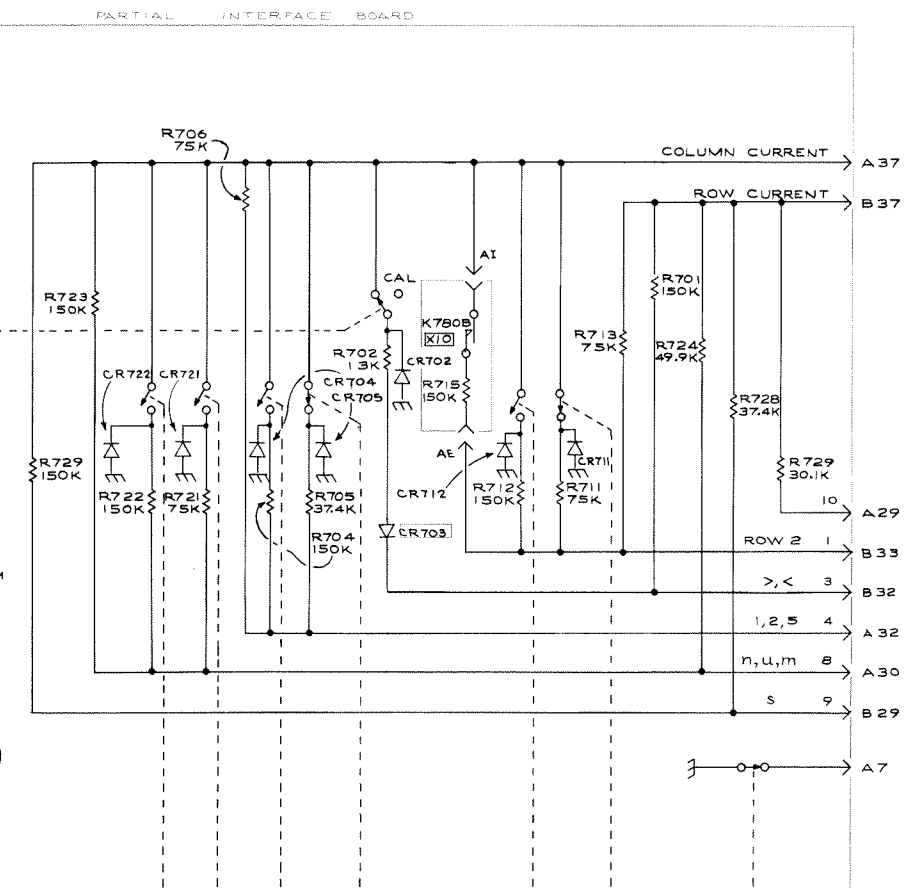 PARTIAL INTERFACE BOARD
R706
75K
COLUMN CURRENT
A37
ROW CURRENT
B37
AI
CAL
R701
150K
R723
150K
K780B
X10
R713
75K
R724
49.9K
R702
1.3K
CR702
CR722
CR721
CR704
CR705
R715
150K
R728
37.4K
AE
CR711
R729
150K
R729
30.1K
CR712
R722
150K
R721
75K
R705
37.4K
R712
150K
R711
75K
10
A29
R704
150K
CR703
ROW 2 1
B33
>,< 3
B32
1,2,5 4
A32
n,u,m 8
A30
S 9
B29
A7